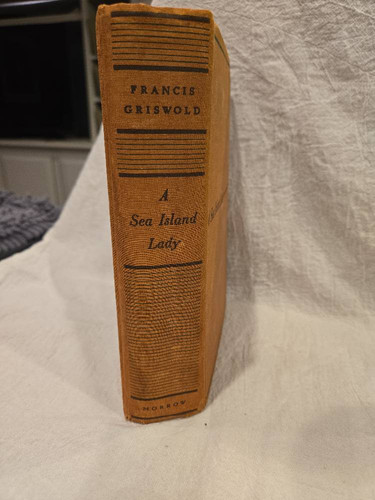 FRANCIS
GRISWOLD
A
Sea Island
Lady
MORROW